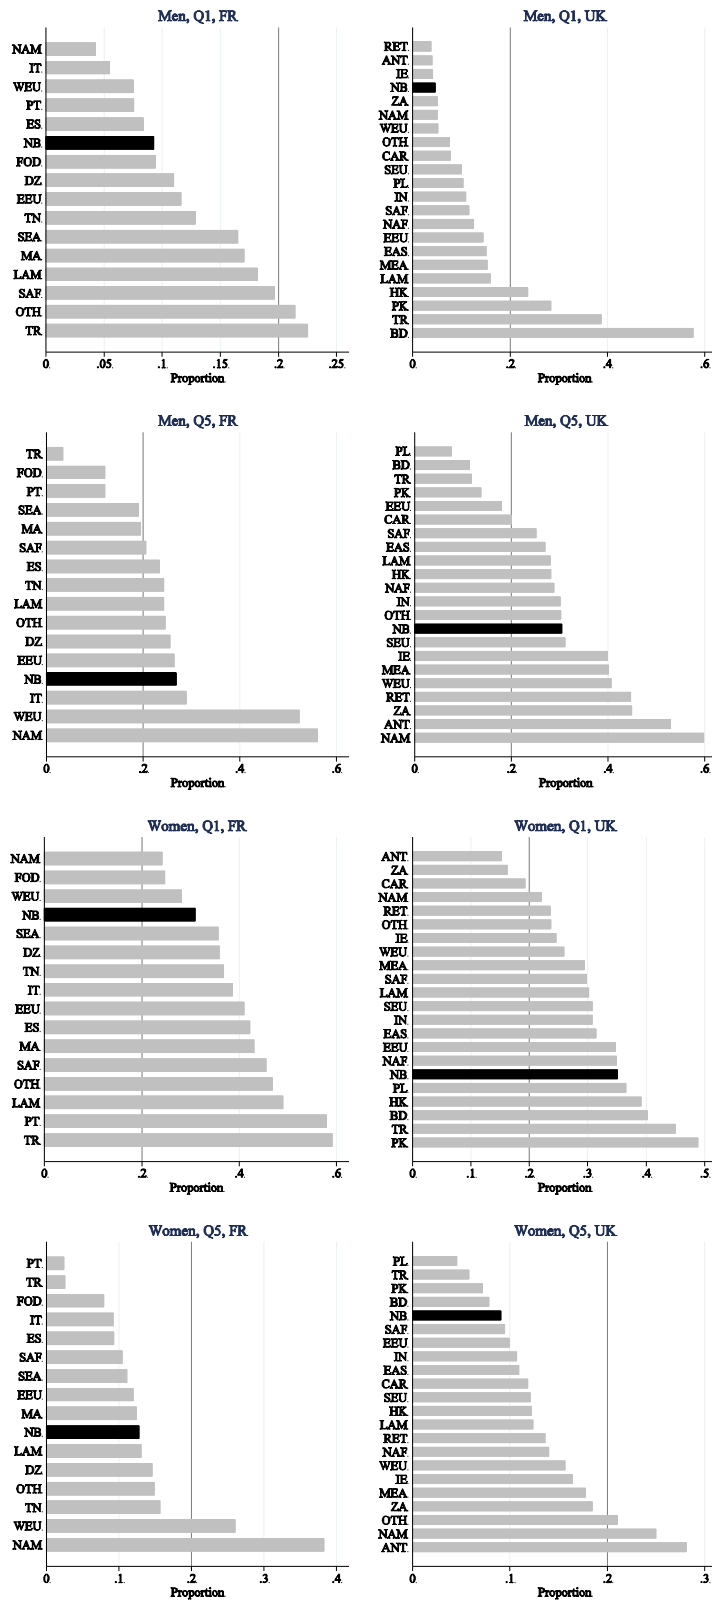 Men, Q1, FR
NAM
IT
WEU
PT
ES
NB
FOD
DZ
EEU
TN
SEA
MA
LAM
SAF
OTH
TR
0 .05 .1 .15 .2 .25
Proportion
Men, Q1, UK
RET
ANT
IE
NB
ZA
NAM
WEU
OTH
CAR
SEU
PL
IN
SAF
NAF
EEU
EAS
MEA
LAM
HK
PK
TR
BD
0 .2 .4 .6
Proportion
Men, Q5, FR
TR
FOD
PT
SEA
MA
SAF
ES
TN
LAM
OTH
DZ
EEU
NB
IT
WEU
NAM
0 .2 .4 .6
Proportion
Men, Q5, UK
PL
BD
TR
PK
EEU
CAR
SAF
EAS
LAM
HK
NAF
IN
OTH
NB
SEU
IE
MEA
WEU
RET
ZA
ANT
NAM
0 .2 .4 .6
Proportion
Women, Q1, FR
NAM
FOD
WEU
NB
SEA
DZ
TN
IT
EEU
ES
MA
SAF
OTH
LAM
PT
TR
0 .2 .4 .6
Proportion
Women, Q1, UK
ANT
ZA
CAR
NAM
RET
OTH
IE
WEU
MEA
SAF
LAM
SEU
IN
EAS
EEU
NAF
NB
PL
HK
BD
TR
PK
0 .1 .2 .3 .4 .5
Proportion
Women, Q5, FR
PT
TR
FOD
IT
ES
SAF
SEA
EEU
MA
NB
LAM
DZ
OTH
TN
WEU
NAM
0 .1 .2 .3 .4
Proportion
Women, Q5, UK
PL
TR
PK
BD
NB
SAF
EEU
IN
EAS
CAR
SEU
HK
LAM
RET
NAF
WEU
IE
MEA
ZA
OTH
NAM
ANT
0 .1 .2 .3
Proportion